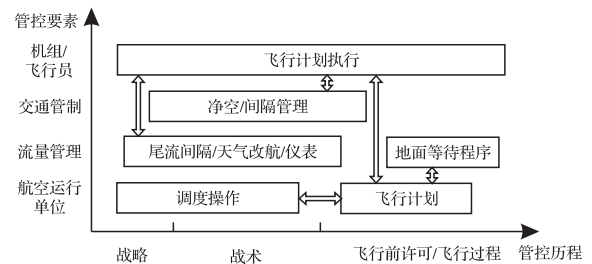 管控要素
机组/
飞行员
飞行计划执行
交通管制
净空/间隔管理
流量管理
尾流间隔/天气改航/仪表
地面等待程序
航空运行
单位
调度操作
飞行计划
战略
战术
飞行前许可/飞行过程
管控历程